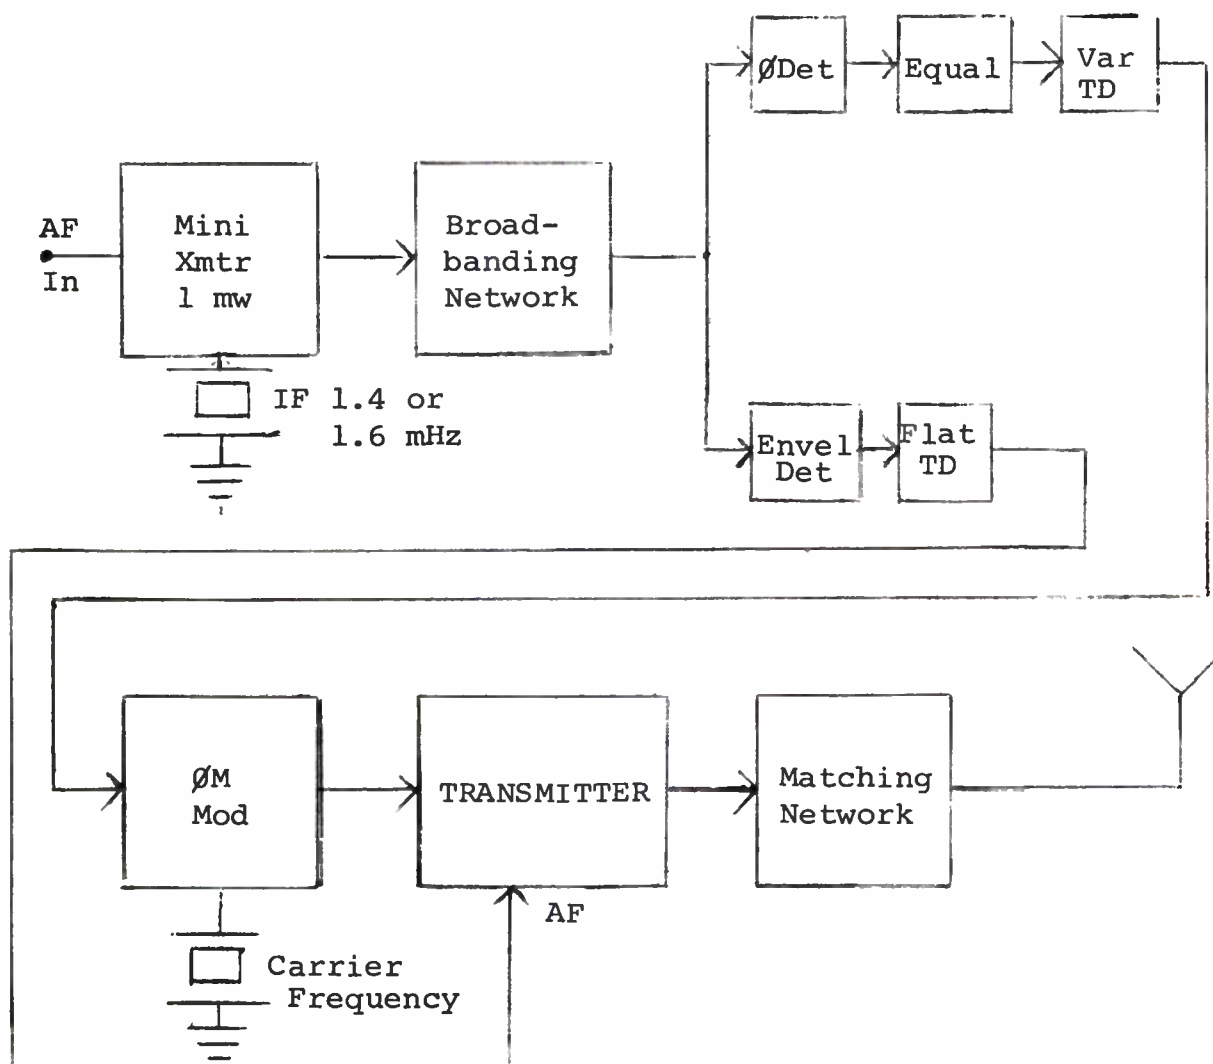 ØDet
Equal
Var
TD
AF
In
Mini
Xmtr
1 mw
Broad-
banding
Network
IF 1.4 or
1.6 mHz
Envel
Det
Flat
TD
ØM
Mod
TRANSMITTER
Matching
Network
AF
Carrier
Frequency